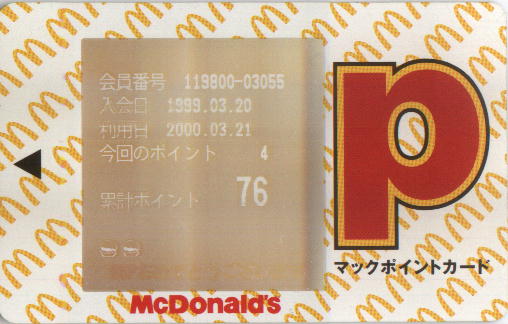 会員番号 119800-03055
入会日 1999.03.20
利用日 2000.03.21
今回のポイント 4
累計ポイント 76
p
マックポイントカード
McDonald's